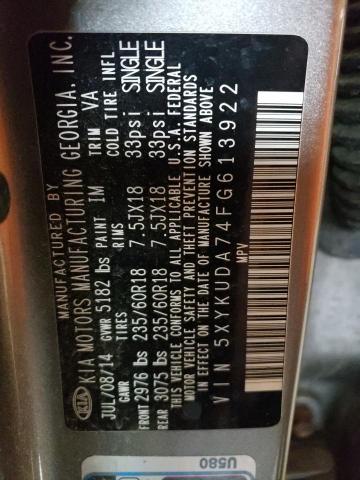 MANUFACTURED BY
KIA KIA MOTORS MANUFACTURING GEORGIA, INC.
JUL/08/14 GVWR 5182 lbs PAINT IM TRIM VA
GAWR TIRES RIMS COLD TIRE INFL
FRONT 2976 lbs 235/60R18 7.5JX18 33psi SINGLE
REAR 3075 lbs 235/60R18 7.5JX18 33psi SINGLE
THIS VEHICLE CONFORMS TO ALL APPLICABLE U.S.A. FEDERAL
MOTOR VEHICLE SAFETY AND THEFT PREVENTION STANDARDS
IN EFFECT ON THE DATE OF MANUFACTURE SHOWN ABOVE
VIN 5XYKUDA74FG613922
MPV
U580